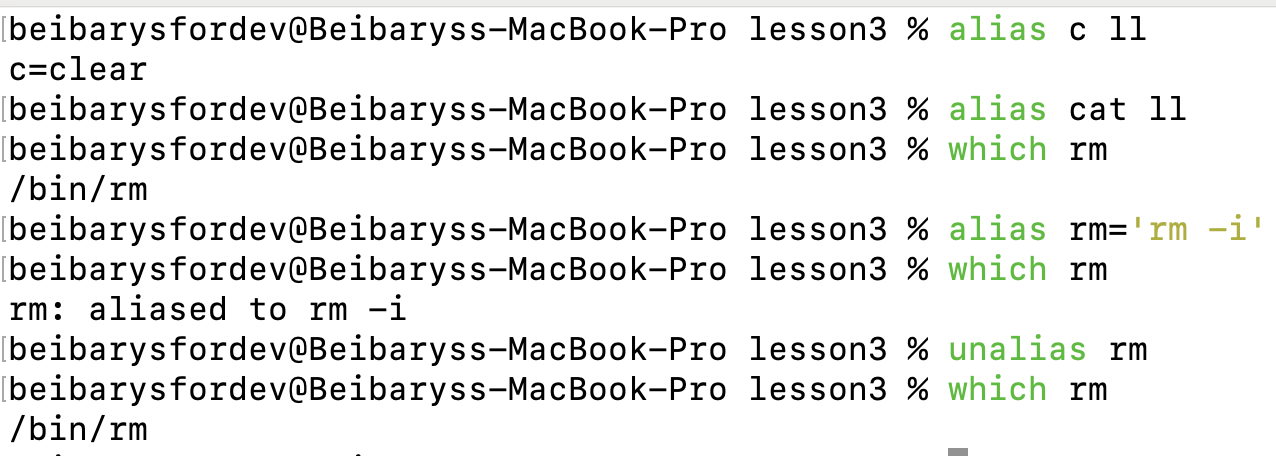 [beibarysfordev@Beibaryss-MacBook-Pro lesson3 % alias c ll
c=clear
[beibarysfordev@Beibaryss-MacBook-Pro lesson3 % alias cat ll
[beibarysfordev@Beibaryss-MacBook-Pro lesson3 % which rm
/bin/rm
[beibarysfordev@Beibaryss-MacBook-Pro lesson3 % alias rm='rm -i'
[beibarysfordev@Beibaryss-MacBook-Pro lesson3 % which rm
rm: aliased to rm -i
[beibarysfordev@Beibaryss-MacBook-Pro lesson3 % unalias rm
[beibarysfordev@Beibaryss-MacBook-Pro lesson3 % which rm
/bin/rm